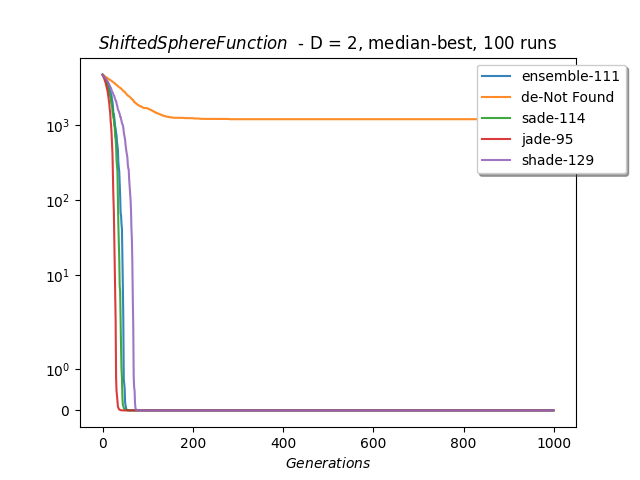 ShiftedSphereFunction - D = 2, median-best, 100 runs
ensemble-111
de-Not Found
sade-114
jade-95
shade-129
10³
10²
10¹
10⁰
0
0 200 400 600 800 1000
Generations